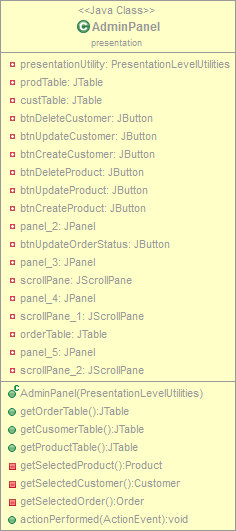 <<Java Class>>
AdminPanel
presentation
presentationUtility: PresentationLevelUtilities
prodTable: JTable
custTable: JTable
btnDeleteCustomer: JButton
btnUpdateCustomer: JButton
btnCreateCustomer: JButton
btnDeleteProduct: JButton
btnUpdateProduct: JButton
btnCreateProduct: JButton
panel_2: JPanel
btnUpdateOrderStatus: JButton
panel_3: JPanel
scrollPane: JScrollPane
panel_4: JPanel
scrollPane_1: JScrollPane
orderTable: JTable
panel_5: JPanel
scrollPane_2: JScrollPane
AdminPanel(PresentationLevelUtilities)
getOrderTable():JTable
getCusomerTable():JTable
getProductTable():JTable
getSelectedProduct():Product
getSelectedCustomer():Customer
getSelectedOrder():Order
actionPerformed(ActionEvent):void